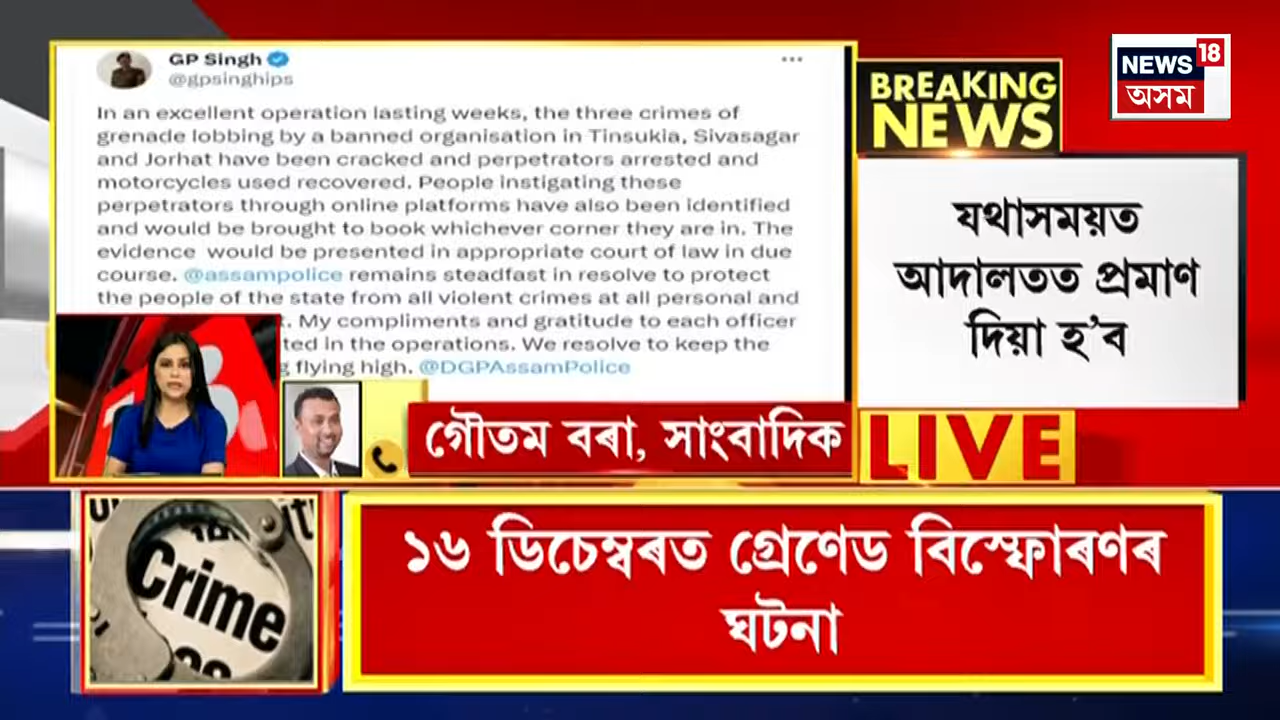 GP Singh
@gpsinghips
In an excellent operation lasting weeks, the three crimes of
grenade lobbing by a banned organisation in Tinsukia, Sivasagar
and Jorhat have been cracked and perpetrators arrested and
motorcycles used recovered. People instigating these
perpetrators through online platforms have also been identified
and would be brought to book whichever corner they are in. The
evidence would be presented in appropriate court of law in due
course. @assampolice remains steadfast in resolve to protect
the people of the state from all violent crimes at all personal and
My compliments and gratitude to each officer
in the operations. We resolve to keep the
flying high. @DGPAssamPolice
BREAKING
NEWS
NEWS 18
অসম
যথাসময়ত
আদালতত প্ৰমাণ
দিয়া হ'ব
গৌতম বৰা, সাংবাদিক
LIVE
Crime
১৬ ডিচেম্বৰত গ্ৰেণেড বিস্ফোৰণৰ
ঘটনা